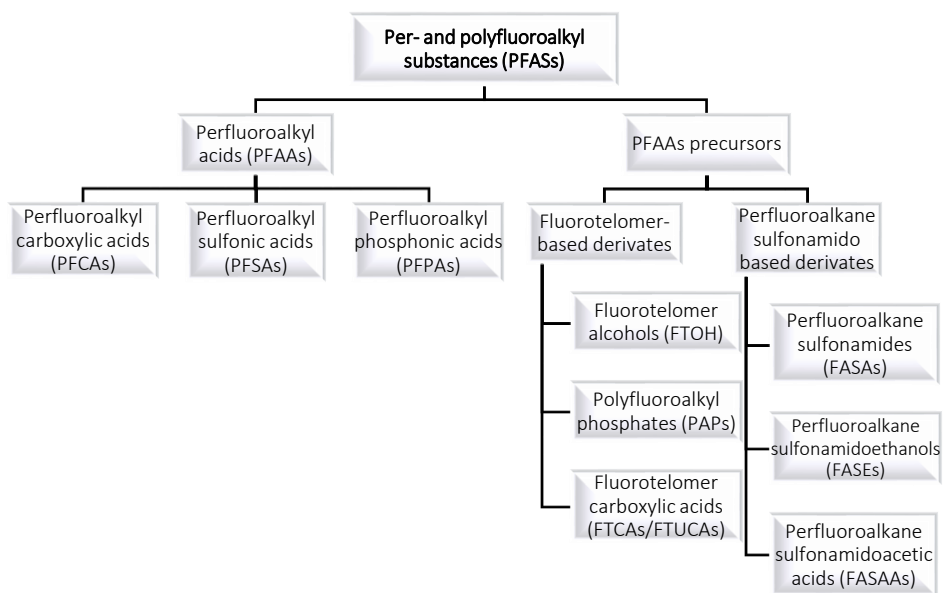 Per- and polyfluoroalkyl
substances (PFASs)
Perfluoroalkyl
acids (PFAAs)
PFAAs precursors
Perfluoroalkyl
carboxylic acids
(PFCAs)
Perfluoroalkyl
sulfonic acids
(PFSAs)
Perfluoroalkyl
phosphonic acids
(PFPAs)
Fluorotelomer-
based derivates
Perfluoroalkane
sulfonamido
based derivates
Fluorotelomer
alcohols (FTOH)
Polyfluoroalkyl
phosphates (PAPs)
Fluorotelomer
carboxylic acids
(FTCAs/FTUCAs)
Perfluoroalkane
sulfonamides
(FASAs)
Perfluoroalkane
sulfonamidoethanols
(FASEs)
Perfluoroalkane
sulfonamidoacetic
acids (FASAAs)